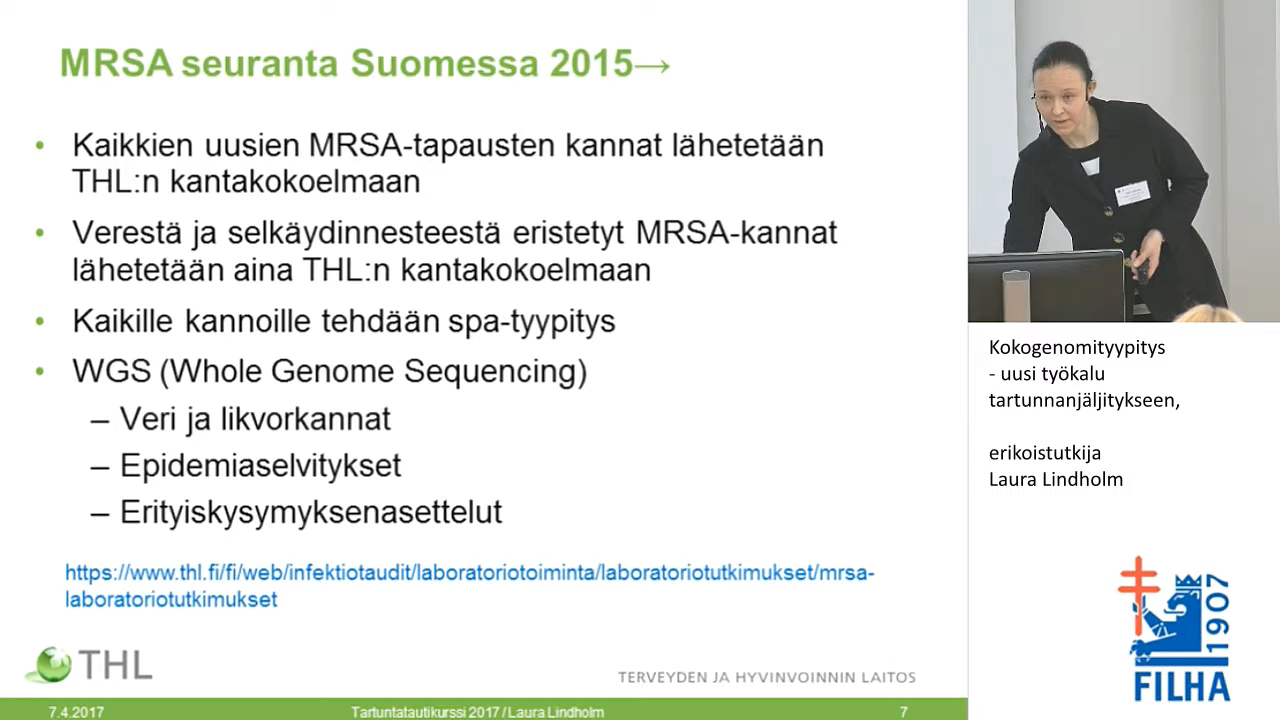 MRSA seuranta Suomessa 2015→
• Kaikkien uusien MRSA-tapausten kannat lähetetään
THL:n kantakokoelmaan
• Verestä ja selkäydinnesteestä eristetyt MRSA-kannat
lähetetään aina THL:n kantakokoelmaan
• Kaikille kannoille tehdään spa-tyypitys
• WGS (Whole Genome Sequencing)
– Veri ja likvorkannat
– Epidemiaselvitykset
– Erityiskysymyksenasettelut
https://www.thl.fi/fi/web/infektiotaudit/laboratoriotoiminta/laboratoriotutkimukset/mrsa-
laboratoriotutkimukset
THL
TERVEYDEN JA HYVINVOINNIN LAITOS
7.4.2017
Tartuntatautikurssi 2017 / Laura Lindholm
7
Kokogenomityypitys
- uusi työkalu
tartunnanjäljitykseen,
erikoistutkija
Laura Lindholm
1907
FILHA